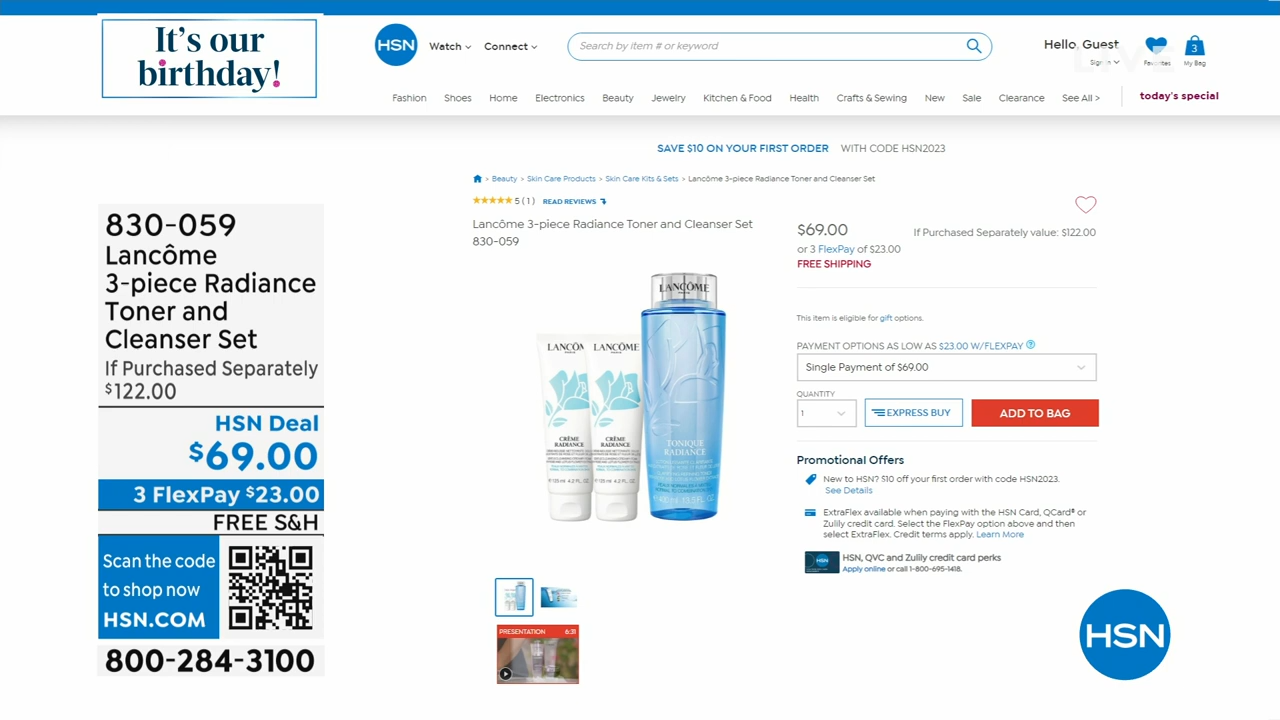 It's our
birthday!
HSN
Watch
Connect
Search by item # or keyword
Hello, Guest
Sign In
LIVE
Favorites
3
My Bag
Fashion
Shoes
Home
Electronics
Beauty
Jewelry
Kitchen & Food
Health
Crafts & Sewing
New
Sale
Clearance
See All >
today's special
SAVE $10 ON YOUR FIRST ORDER WITH CODE HSN2023
> Beauty > Skin Care Products > Skin Care Kits & Sets > Lancôme 3-piece Radiance Toner and Cleanser Set
5 (1) READ REVIEWS
Lancôme 3-piece Radiance Toner and Cleanser Set
830-059
$69.00
If Purchased Separately value: $122.00
or 3 FlexPay of $23.00
FREE SHIPPING
This item is eligible for gift options.
PAYMENT OPTIONS AS LOW AS $23.00 W/FLEXPAY
Single Payment of $69.00
QUANTITY
1
EXPRESS BUY
ADD TO BAG
Promotional Offers
New to HSN? $10 off your first order with code HSN2023.
See Details
ExtraFlex available when paying with the HSN Card, QCard® or
Zulily credit card. Select the FlexPay option above and then
select ExtraFlex. Credit terms apply. Learn More
HSN
HSN, QVC and Zulily credit card perks
Apply online or call 1-800-695-1418.
LANCÔME
LANCÔM
LANCÔME
CRÈME
RADIANCE
CRÈME
RADIANCE
TONIQUE
RADIANCE
PRESENTATION 6:31
830-059
Lancôme
3-piece Radiance
Toner and
Cleanser Set
If Purchased Separately
$122.00
HSN Deal
$69.00
3 FlexPay $23.00
FREE S&H
Scan the code
to shop now
HSN.COM
800-284-3100
HSN